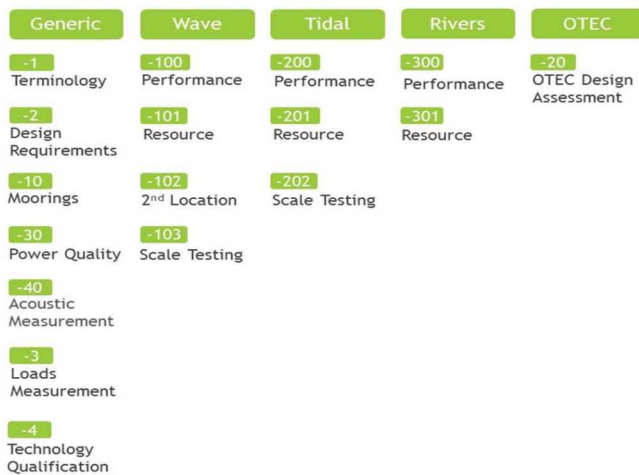 Generic
-1
Terminology
-2
Design
Requirements
-10
Moorings
-30
Power Quality
-40
Acoustic
Measurement
-3
Loads
Measurement
-4
Technology
Qualification
Wave
-100
Performance
-101
Resource
-102
2nd Location
-103
Scale Testing
Tidal
-200
Performance
-201
Resource
-202
Scale Testing
Rivers
-300
Performance
-301
Resource
OTEC
-20
OTEC Design
Assessment